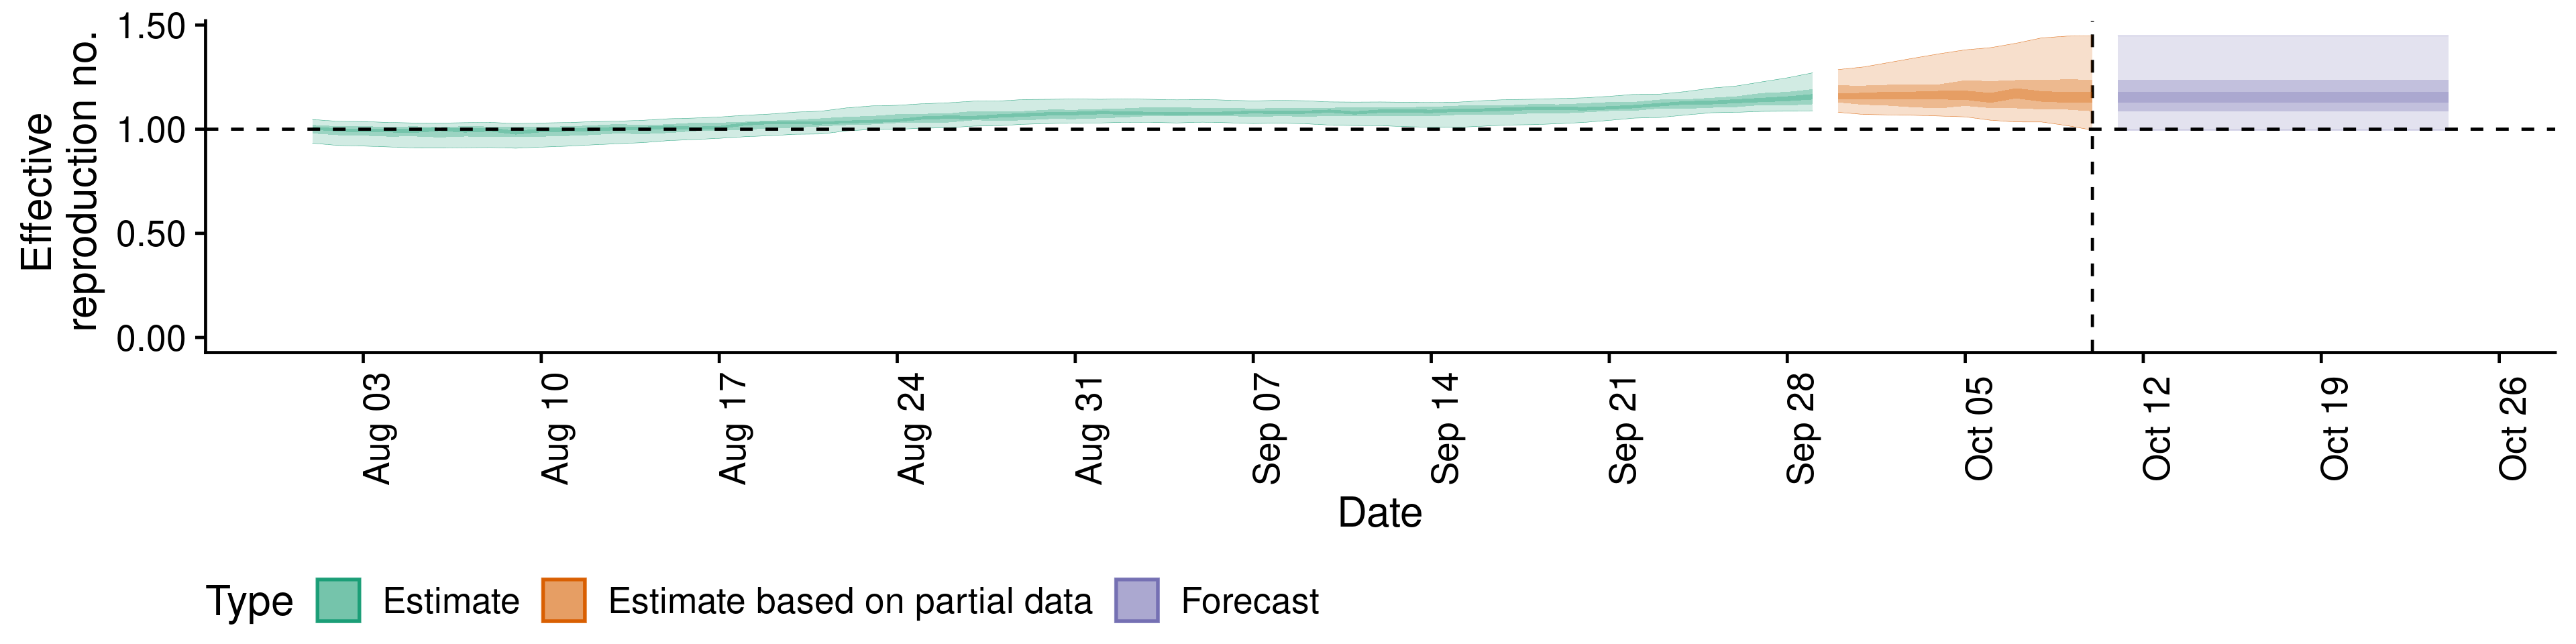 Effective
reproduction no.
1.50
1.00
0.50
0.00
Aug 03
Aug 10
Aug 17
Aug 24
Aug 31
Sep 07
Sep 14
Sep 21
Sep 28
Oct 05
Oct 12
Oct 19
Oct 26
Date
Type Estimate Estimate based on partial data Forecast